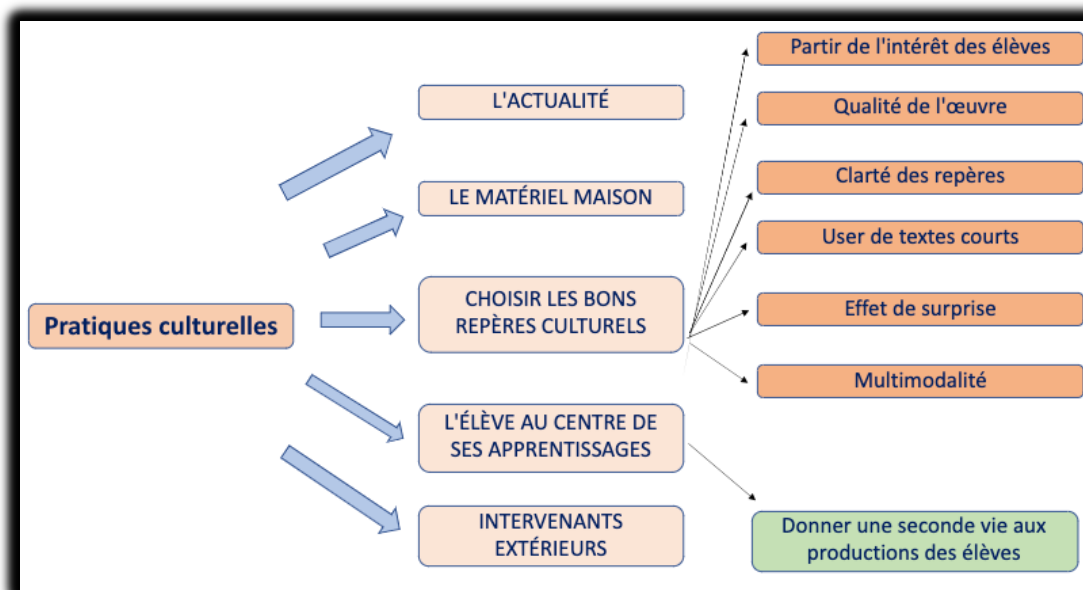 Pratiques culturelles
L'ACTUALITÉ
LE MATÉRIEL MAISON
CHOISIR LES BONS
REPÈRES CULTURELS
L'ÉLÈVE AU CENTRE DE
SES APPRENTISSAGES
INTERVENANTS
EXTÉRIEURS
Partir de l'intérêt des élèves
Qualité de l'œuvre
Clarté des repères
User de textes courts
Effet de surprise
Multimodalité
Donner une seconde vie aux
productions des élèves